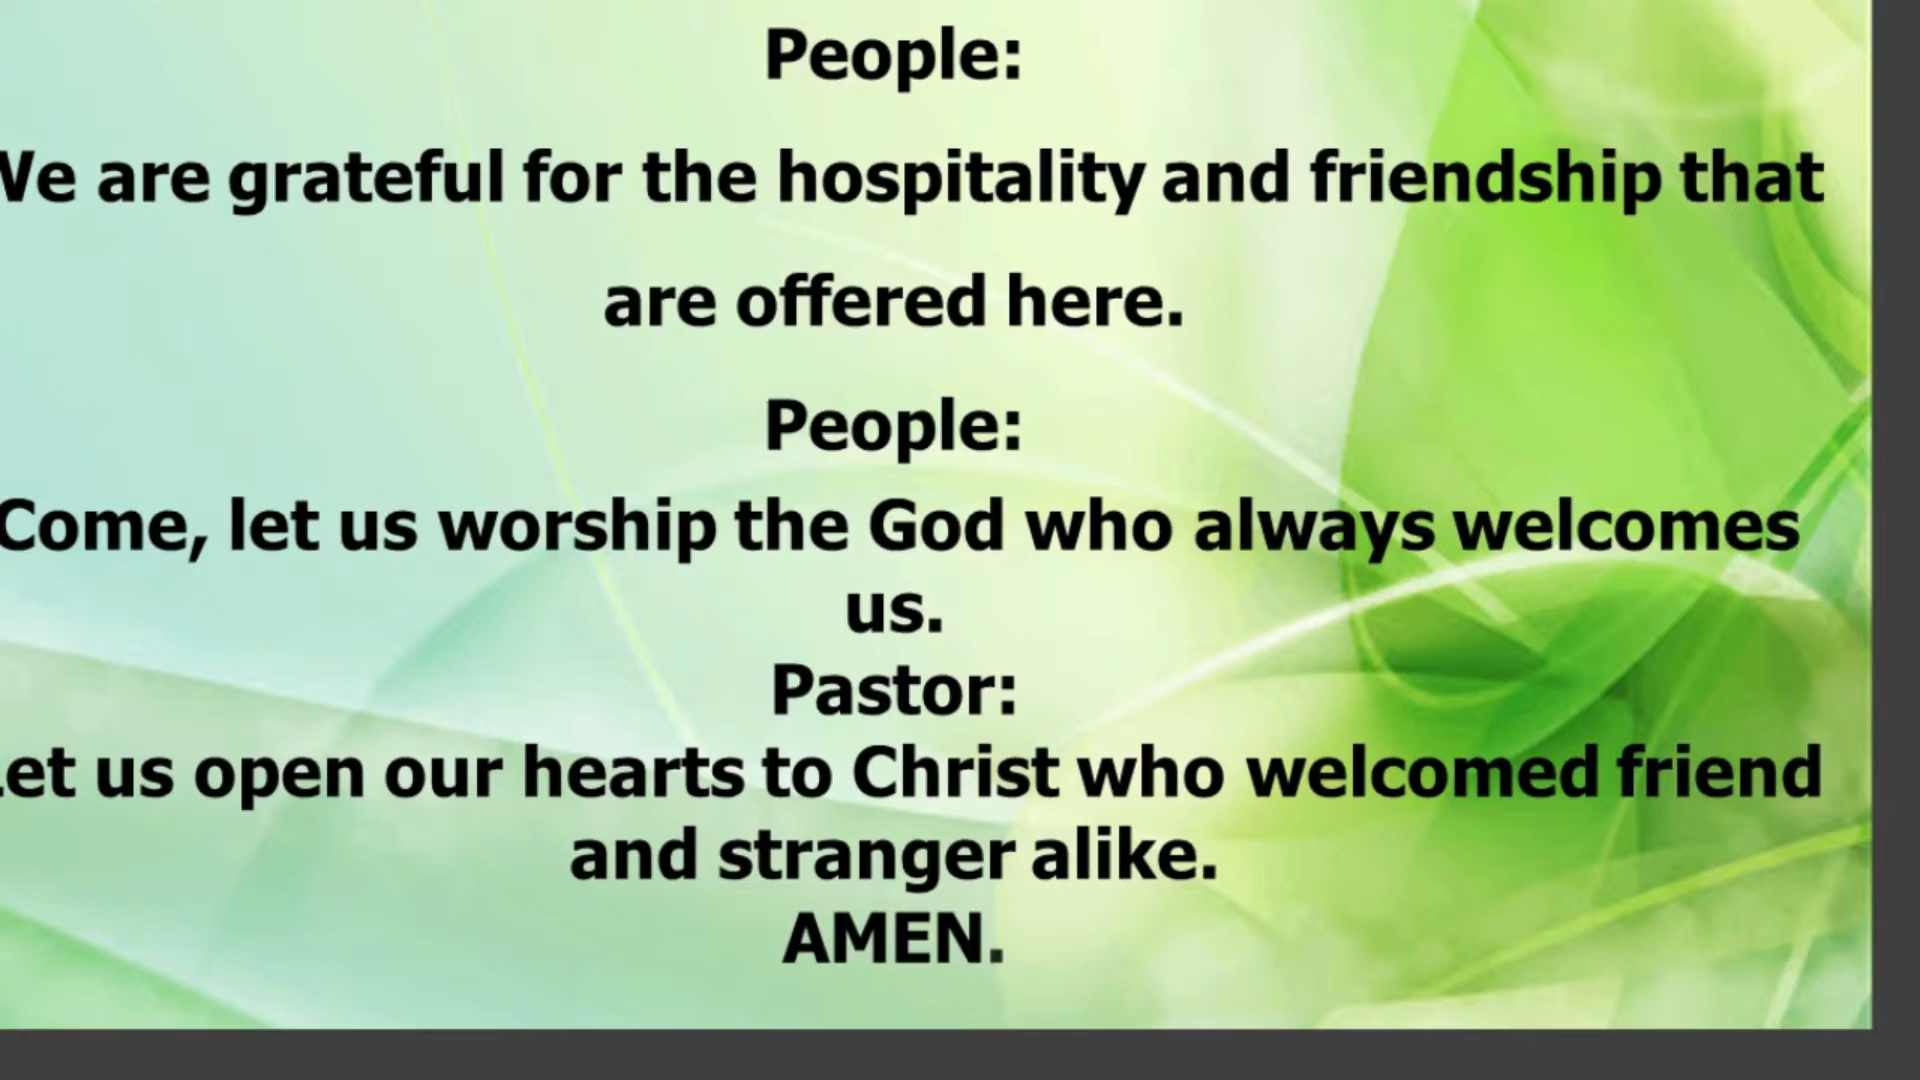 People:
We are grateful for the hospitality and friendship that
are offered here.
People:
Come, let us worship the God who always welcomes
us.
Pastor:
Let us open our hearts to Christ who welcomed friend
and stranger alike.
AMEN.